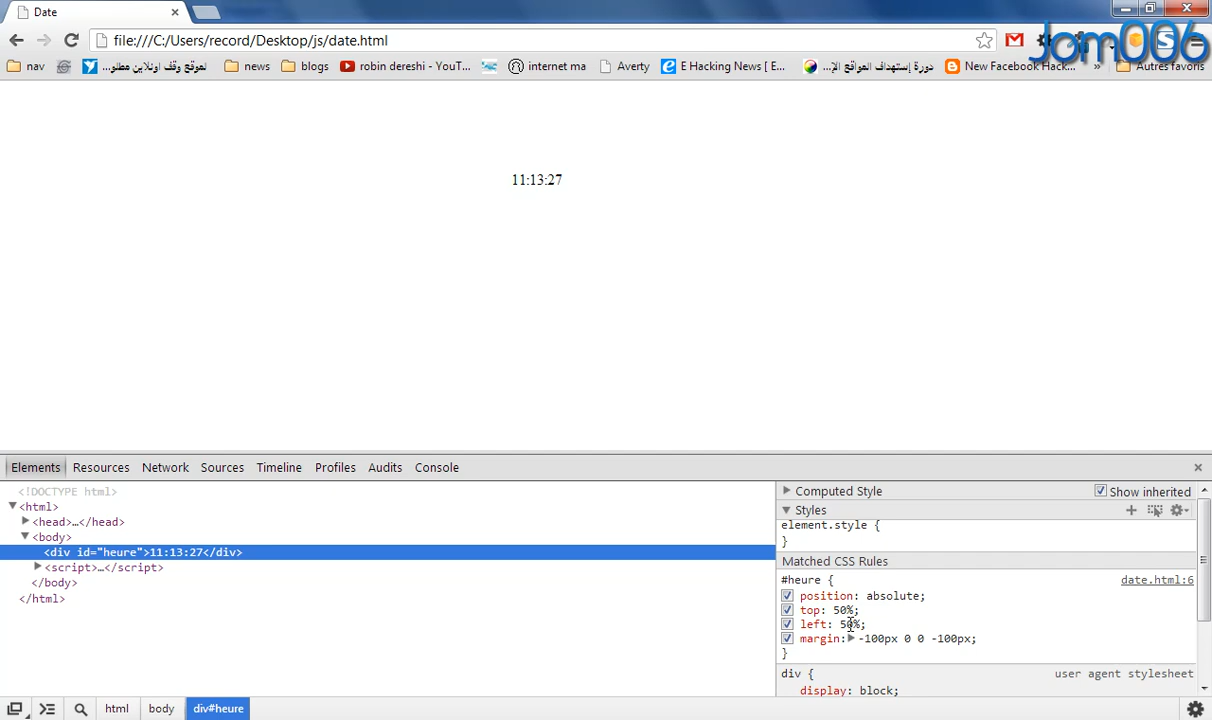 Date
file:///C:/Users/record/Desktop/js/date.html
Jom006
nav
لموقع وقف اونلاين مطلو...
news
blogs
robin dereshi - YouT...
internet ma
Averty
E Hacking News [ E...
دورة إستهداف المواقع الإ...
New Facebook Hack...
»
Autres favoris
11:13:27
Elements Resources Network Sources Timeline Profiles Audits Console
<!DOCTYPE html>
<html>
<head>…</head>
<body>
<div id="heure">11:13:27</div>
<script>…</script>
</body>
</html>
Computed Style Show inherited
Styles
element.style {
}
Matched CSS Rules
#heure { date.html:6
position: absolute;
top: 50%;
left: 50%;
margin: -100px 0 0 -100px;
}
div { user agent stylesheet
display: block;
html body div#heure